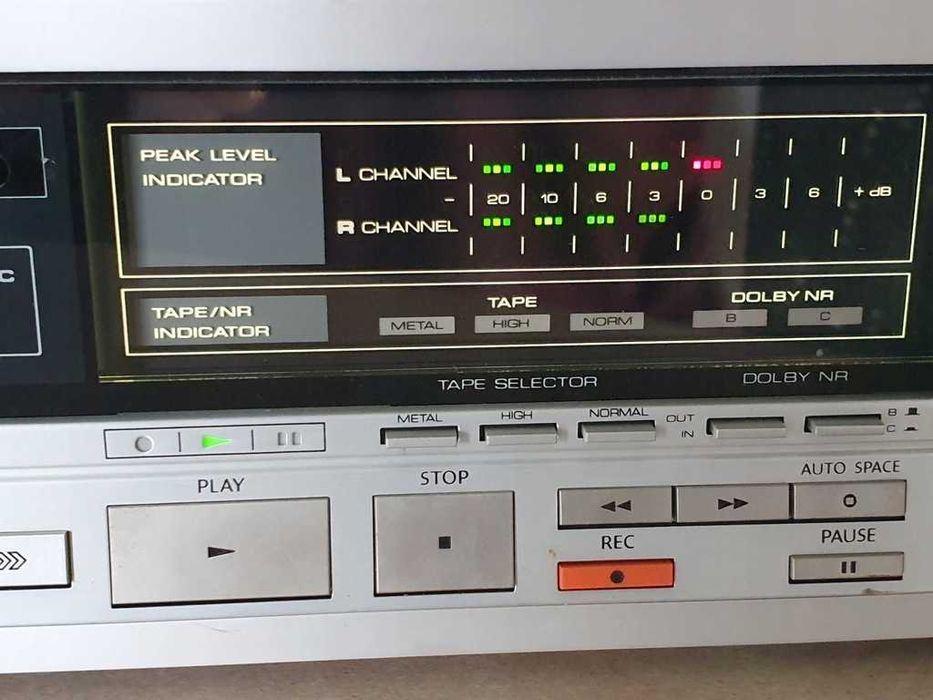 PEAK LEVEL
INDICATOR
L CHANNEL
- 20 10 6 3 0 3 6 + dB
R CHANNEL
C
TAPE/NR
INDICATOR
TAPE
METAL HIGH NORM
DOLBY NR
B C
TAPE SELECTOR
DOLBY NR
METAL HIGH NORMAL
OUT
IN
B
C
PLAY
STOP
AUTO SPACE
REC
PAUSE